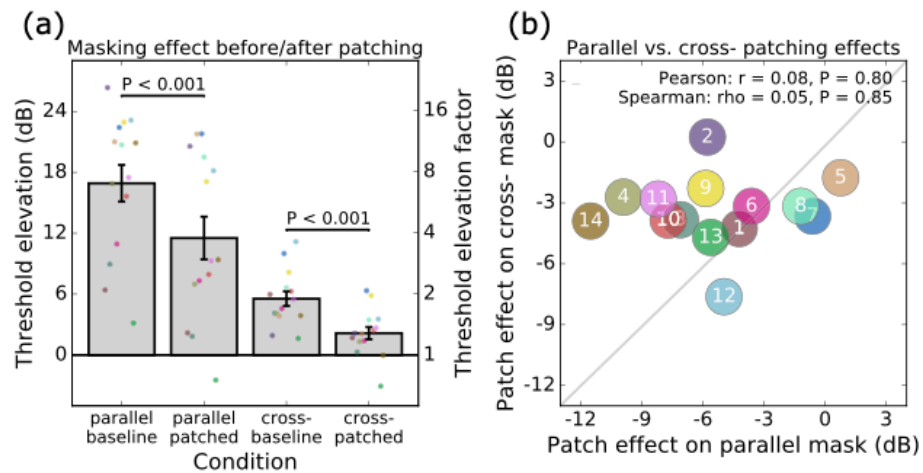 (a)
Masking effect before/after patching
Threshold elevation (dB)
24
18
12
6
0
P < 0.001
P < 0.001
16
8
4
2
1
Threshold elevation factor
parallel
baseline
parallel
patched
cross-
baseline
cross-
patched
Condition
(b)
Parallel vs. cross- patching effects
Patch effect on cross- mask (dB)
3
0
-3
-6
-9
-12
Pearson: r = 0.08, P = 0.80
Spearman: rho = 0.05, P = 0.85
2
5
9
4
11
6
8
14
10
13
1
12
-12
-9
-6
-3
0
3
Patch effect on parallel mask (dB)